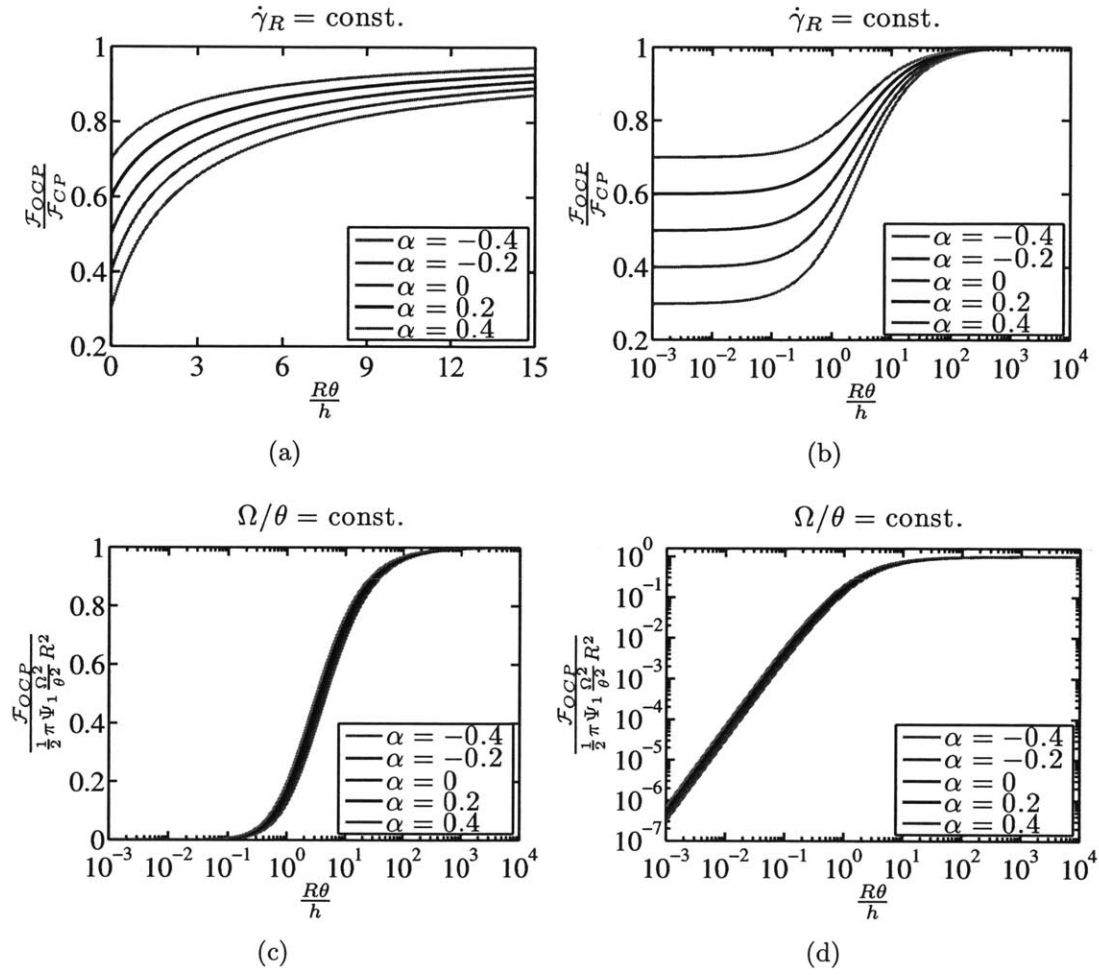 γ̇_R = const.
1
0.8
0.6
0.4
0.2
0 3 6 9 12 15
F_OCP / F_CP
Rθ / h
α = −0.4
α = −0.2
α = 0
α = 0.2
α = 0.4
(a)
γ̇_R = const.
1
0.8
0.6
0.4
0.2
10^−3 10^−2 10^−1 10^0 10^1 10^2 10^3 10^4
F_OCP / F_CP
Rθ / h
α = −0.4
α = −0.2
α = 0
α = 0.2
α = 0.4
(b)
Ω/θ = const.
1
0.8
0.6
0.4
0.2
0
10^−3 10^−2 10^−1 10^0 10^1 10^2 10^3 10^4
F_OCP / ½ π Ψ_1 Ω^2/θ^2 R^2
Rθ / h
α = −0.4
α = −0.2
α = 0
α = 0.2
α = 0.4
(c)
Ω/θ = const.
10^0
10^−1
10^−2
10^−3
10^−4
10^−5
10^−6
10^−7
10^−3 10^−2 10^−1 10^0 10^1 10^2 10^3 10^4
F_OCP / ½ π Ψ_1 Ω^2/θ^2 R^2
Rθ / h
α = −0.4
α = −0.2
α = 0
α = 0.2
α = 0.4
(d)